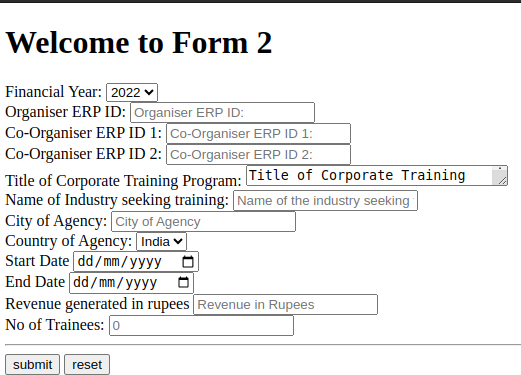 Welcome to Form 2
Financial Year: 2022
Organiser ERP ID: Organiser ERP ID:
Co-Organiser ERP ID 1: Co-Organiser ERP ID 1:
Co-Organiser ERP ID 2: Co-Organiser ERP ID 2:
Title of Corporate Training Program: Title of Corporate Training
Name of Industry seeking training: Name of the industry seeking
City of Agency: City of Agency
Country of Agency: India
Start Date dd/mm/yyyy
End Date dd/mm/yyyy
Revenue generated in rupees Revenue in Rupees
No of Trainees: 0
submit reset